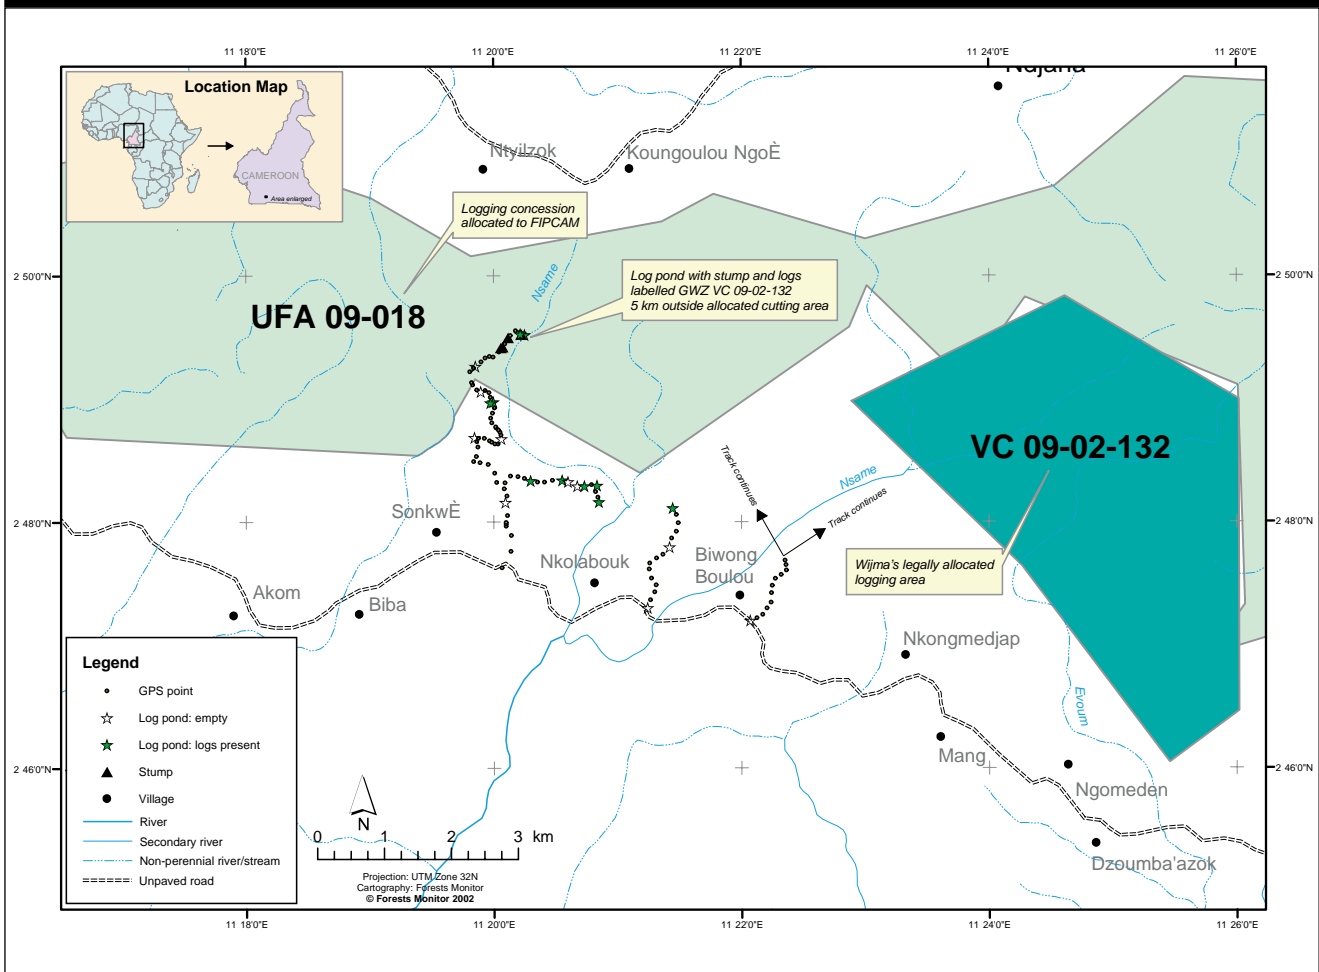 11 18'0"E
11 20'0"E
11 22'0"E
11 24'0"E
11 26'0"E
Location Map
CAMEROON
Area enlarged
Ndjana
Ntyilzok
Koungoulou NgoÈ
Logging concession
allocated to FIPCAM
Log pond with stump and logs
labelled GWZ VC 09-02-132
5 km outside allocated cutting area
Nsame
2 50'0"N
2 50'0"N
UFA 09-018
VC 09-02-132
Track continues
Nsame
Track continues
SonkwÈ
2 48'0"N
2 48'0"N
Nkolabouk
Biwong
Boulou
Wijma's legally allocated
logging area
Akom
Biba
Nkongmedjap
Evoum
Mang
Ngomeden
Dzoumba'azok
2 46'0"N
2 46'0"N
Legend
GPS point
Log pond: empty
Log pond: logs present
Stump
Village
River
Secondary river
Non-perennial river/stream
Unpaved road
N
0 1 2 3 km
Projection: UTM Zone 32N
Cartography: Forests Monitor
© Forests Monitor 2002
11 18'0"E
11 20'0"E
11 22'0"E
11 24'0"E
11 26'0"E